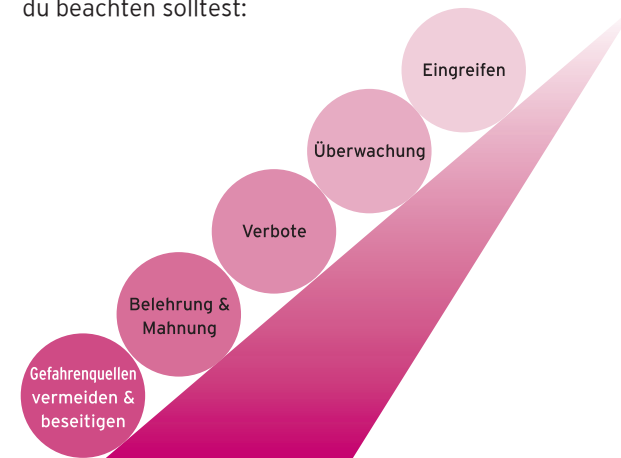 du beachten solltest:
Eingreifen
Überwachung
Verbote
Belehrung &
Mahnung
Gefahrenquellen
vermeiden &
beseitigen